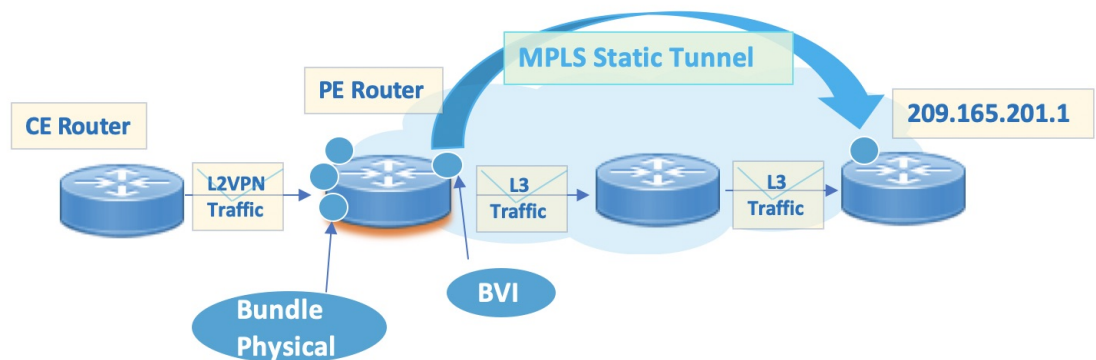 MPLS Static Tunnel
PE Router
209.165.201.1
CE Router
L2VPN
Traffic
L3
Traffic
L3
Traffic
BVI
Bundle
Physical